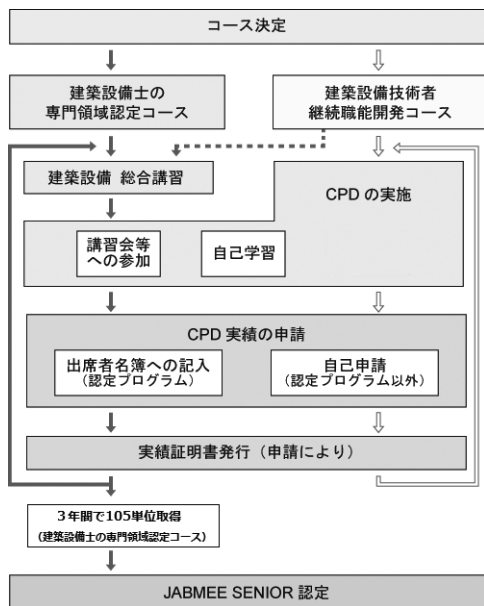 コース決定
建築設備士の
専門領域認定コース
建築設備技術者
継続職能開発コース
建築設備 総合講習
CPD の実施
講習会等
への参加
自己学習
CPD 実績の申請
出席者名簿への記入
(認定プログラム)
自己申請
(認定プログラム以外)
実績証明書発行(申請により)
3年間で105単位取得
(建築設備士の専門領域認定コース)
JABMEE SENIOR 認定